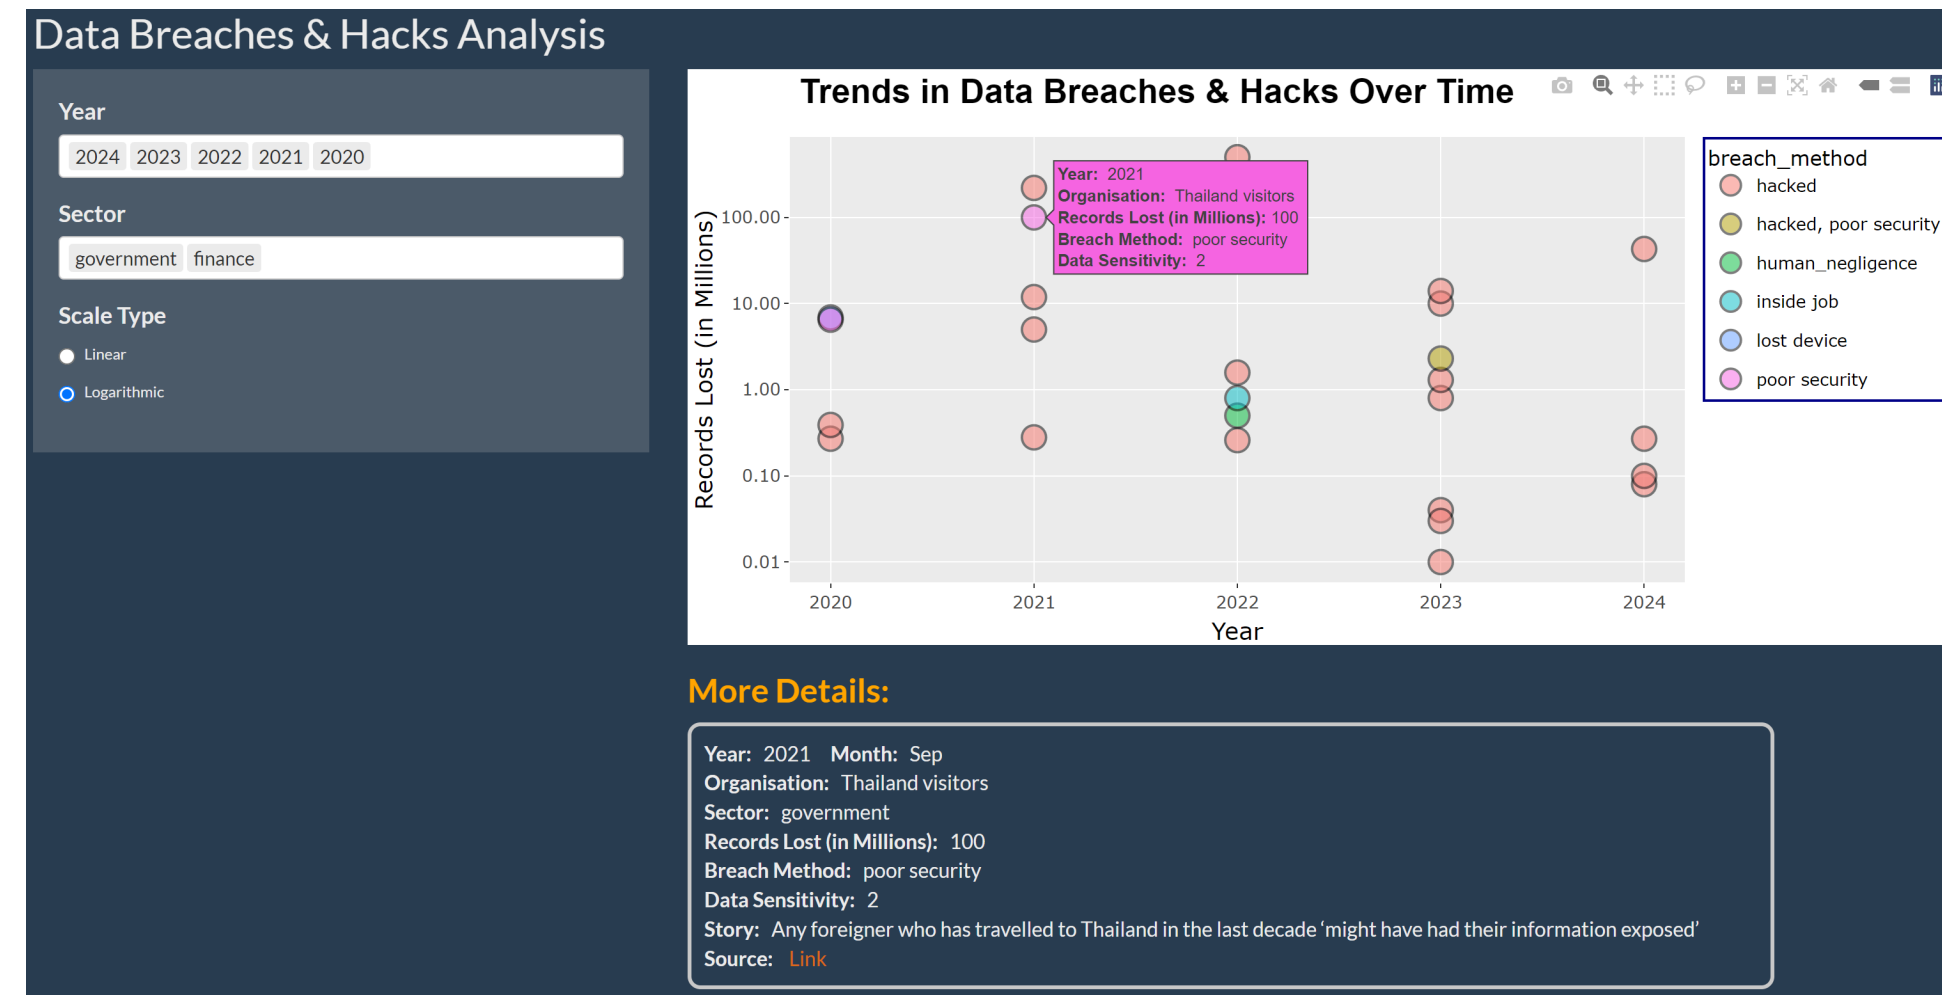 Data Breaches & Hacks Analysis
Year
2024 2023 2022 2021 2020
Sector
government finance
Scale Type
Linear
Logarithmic
Trends in Data Breaches & Hacks Over Time
Records Lost (in Millions)
100.00
10.00
1.00
0.10
0.01
2020 2021 2022 2023 2024
Year
Year: 2021
Organisation: Thailand visitors
Records Lost (in Millions): 100
Breach Method: poor security
Data Sensitivity: 2
breach_method
hacked
hacked, poor security
human_negligence
inside job
lost device
poor security
More Details:
Year: 2021 Month: Sep
Organisation: Thailand visitors
Sector: government
Records Lost (in Millions): 100
Breach Method: poor security
Data Sensitivity: 2
Story: Any foreigner who has travelled to Thailand in the last decade ‘might have had their information exposed’
Source: Link